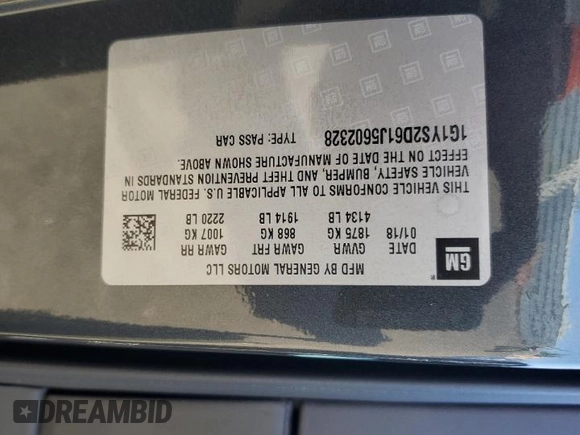 GM
MFD BY GENERAL MOTORS LLC
DATE GVWR GAWR FRT GAWR RR
01/18 1875 KG 868 KG 1007 KG
4134 LB 1914 LB 2220 LB
THIS VEHICLE CONFORMS TO ALL APPLICABLE U.S. FEDERAL MOTOR
VEHICLE SAFETY, BUMPER, AND THEFT PREVENTION STANDARDS IN
EFFECT ON THE DATE OF MANUFACTURE SHOWN ABOVE.
1G1YS2D61J5602328 TYPE: PASS CAR
DREAMBID